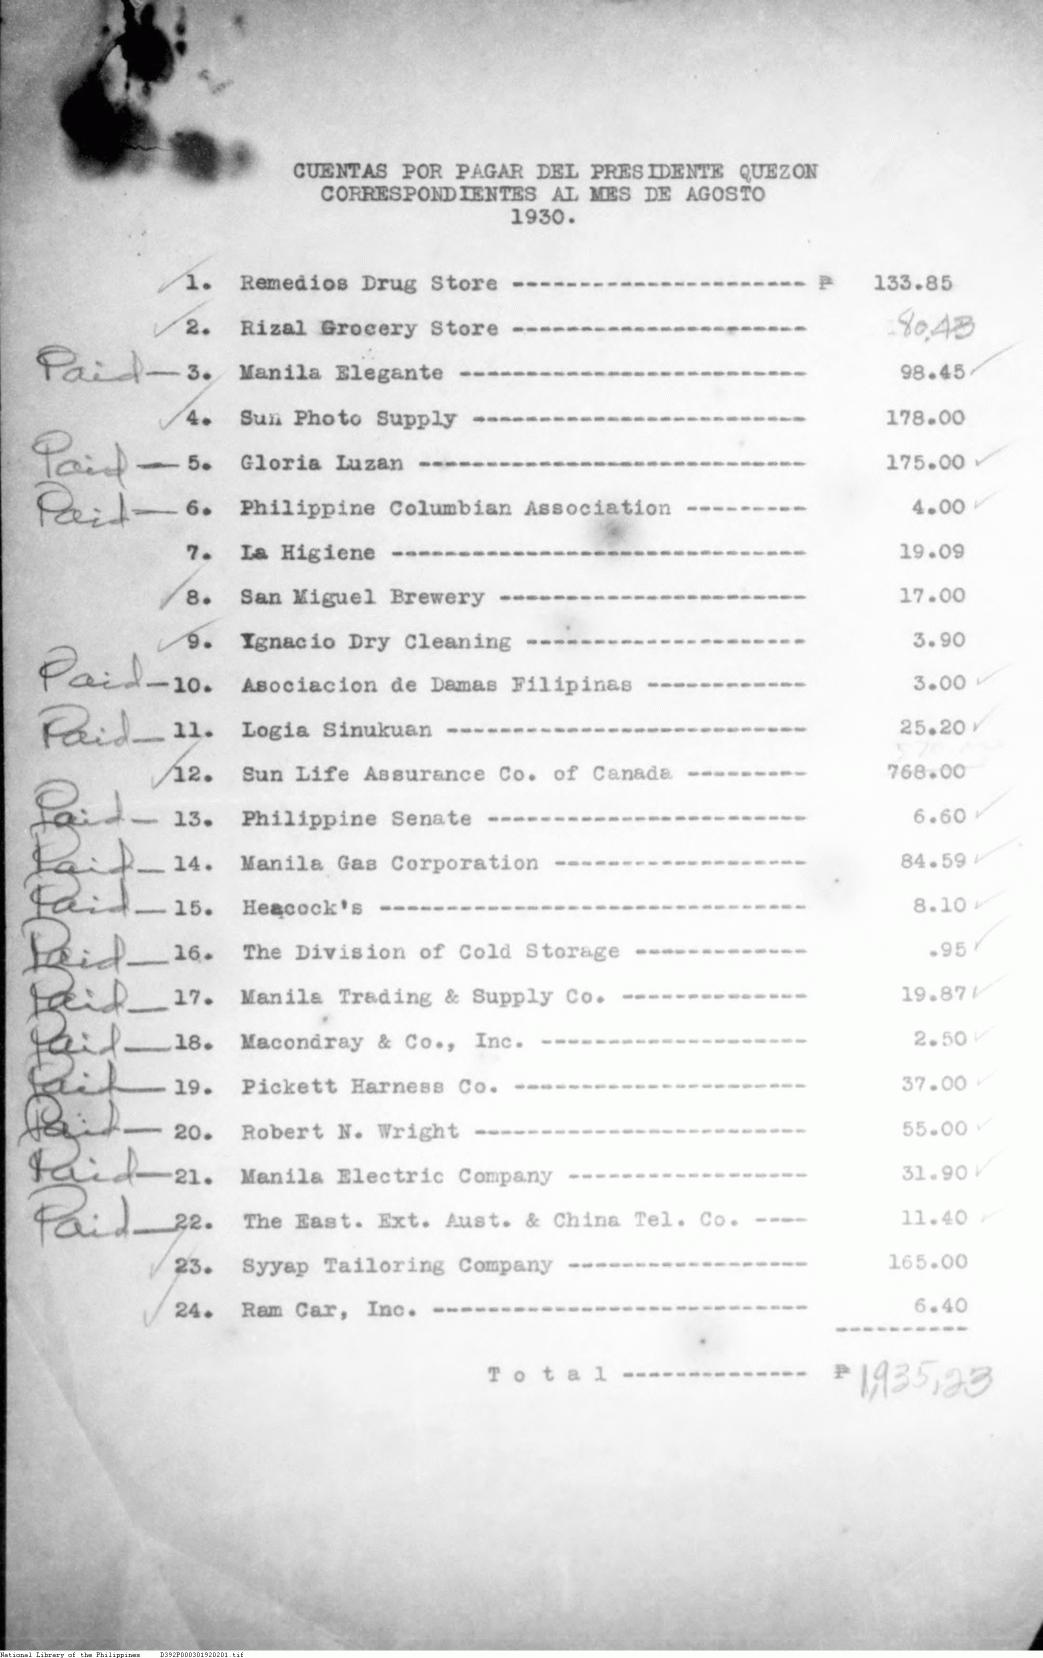 CUENTAS POR PAGAR DEL PRESIDENTE QUEZON
CORRESPONDIENTES AL MES DE AGOSTO
1930.
1. Remedios Drug Store ---------------------- ₱ 133.85
2. Rizal Grocery Store ---------------------- 80.43
Paid — 3. Manila Elegante -------------------------- 98.45
4. Sun Photo Supply ------------------------- 178.00
Paid — 5. Gloria Luzan ----------------------------- 175.00
Paid — 6. Philippine Columbian Association --------- 4.00
7. La Higiene ------------------------------- 19.09
8. San Miguel Brewery ----------------------- 17.00
9. Ygnacio Dry Cleaning --------------------- 3.90
Paid — 10. Asociacion de Damas Filipinas ------------ 3.00
Paid — 11. Logia Sinukuan --------------------------- 25.20
12. Sun Life Assurance Co. of Canada --------- 768.00
Paid — 13. Philippine Senate ------------------------ 6.60
Paid — 14. Manila Gas Corporation ------------------- 84.59
Paid — 15. Heacock's -------------------------------- 8.10
Paid — 16. The Division of Cold Storage ------------- .95
Paid — 17. Manila Trading & Supply Co. -------------- 19.87
Paid — 18. Macondray & Co., Inc. -------------------- 2.50
Paid — 19. Pickett Harness Co. ---------------------- 37.00
Paid — 20. Robert N. Wright ------------------------- 55.00
Paid — 21. Manila Electric Company ------------------ 31.90
Paid — 22. The East. Ext. Aust. & China Tel. Co. ---- 11.40
23. Syyap Tailoring Company ------------------ 165.00
24. Ram Car, Inc. ---------------------------- 6.40
----------
T o t a l -------------- ₱ 1,935.23
National Library of the Philippines D392P000301920201.tif